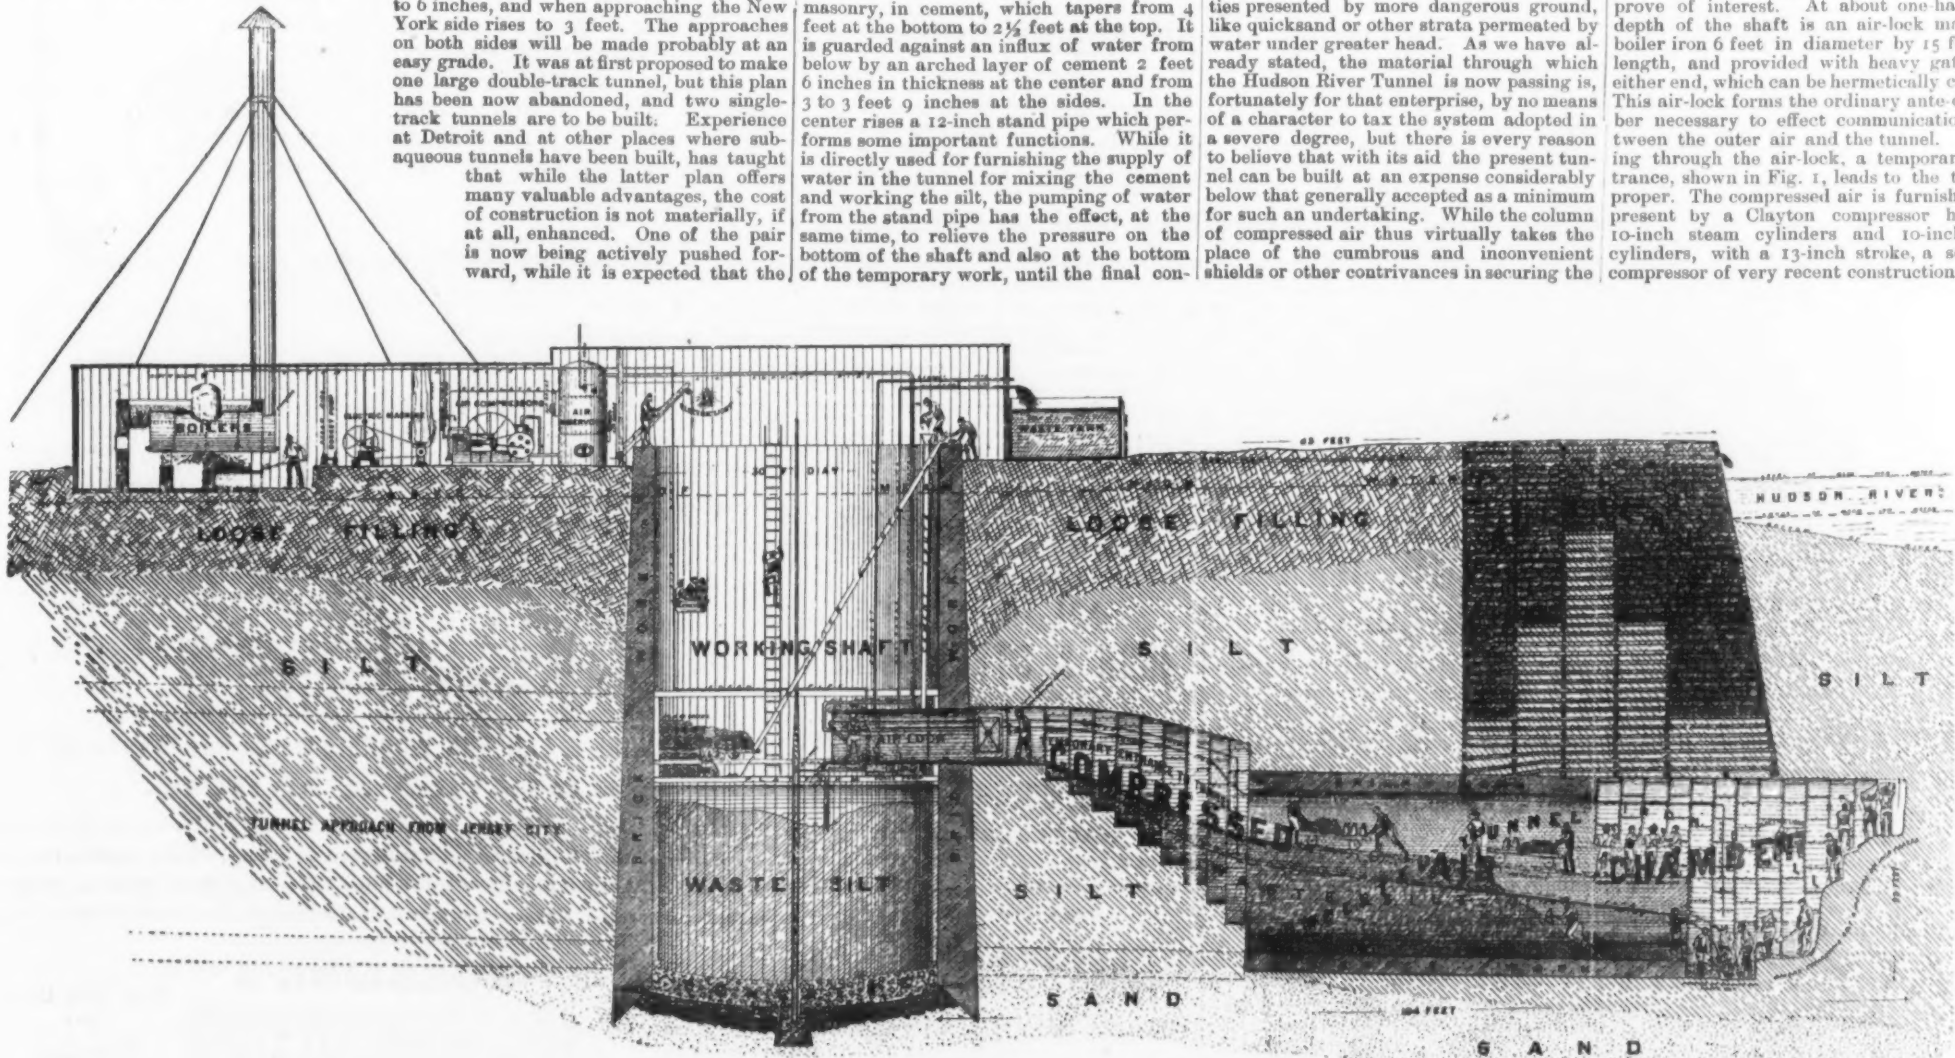 to 6 inches, and when approaching the New
York side rises to 3 feet. The approaches
on both sides will be made probably at an
easy grade. It was at first proposed to make
one large double-track tunnel, but this plan
has been now abandoned, and two single-
track tunnels are to be built. Experience
at Detroit and at other places where sub-
aqueous tunnels have been built, has taught
that while the latter plan offers
many valuable advantages, the cost
of construction is not materially, if
at all, enhanced. One of the pair
is now being actively pushed for-
ward, while it is expected that the
masonry, in cement, which tapers from 4
feet at the bottom to 2½ feet at the top. It
is guarded against an influx of water from
below by an arched layer of cement 2 feet
6 inches in thickness at the center and from
3 to 3 feet 9 inches at the sides. In the
center rises a 12-inch stand pipe which per-
forms some important functions. While it
is directly used for furnishing the supply of
water in the tunnel for mixing the cement
and working the silt, the pumping of water
from the stand pipe has the effect, at the
same time, to relieve the pressure on the
bottom of the shaft and also at the bottom
of the temporary work, until the final con-
ties presented by more dangerous ground,
like quicksand or other strata permeated by
water under greater head. As we have al-
ready stated, the material through which
the Hudson River Tunnel is now passing is,
fortunately for that enterprise, by no means
of a character to tax the system adopted in
a severe degree, but there is every reason
to believe that with its aid the present tun-
nel can be built at an expense considerably
below that generally accepted as a minimum
for such an undertaking. While the column
of compressed air thus virtually takes the
place of the cumbrous and inconvenient
shields or other contrivances in securing the
prove of interest. At about one-ha
depth of the shaft is an air-lock ma
boiler iron 6 feet in diameter by 15 f
length, and provided with heavy gat
either end, which can be hermetically c
This air-lock forms the ordinary ante-c
ber necessary to effect communicatio
tween the outer air and the tunnel.
ing through the air-lock, a temporar
trance, shown in Fig. 1, leads to the t
proper. The compressed air is furnish
present by a Clayton compressor h
10-inch steam cylinders and 10-inch
cylinders, with a 13-inch stroke, a s
compressor of very recent construction
BOILERS
ELECTRIC MACHINE
AIR COMPRESSORS
AIR
RESERVOIR
WASTE TANK
65 FEET
30 FT DIAM
HUDSON RIVER
LOOSE FILLING
LOOSE FILLING
BRICK WORK
WORK
WORKING SHAFT
SILT
SILT
SILT
AIR LOCK
TEMPORARY ENTRANCE TO
COMPRESSED AIR CHAMBER
TUNNEL
IRON
TUNNEL APPROACH FROM JERSEY CITY
BRICK
WASTE SILT
SILT
SAND
104 FEET
SAND